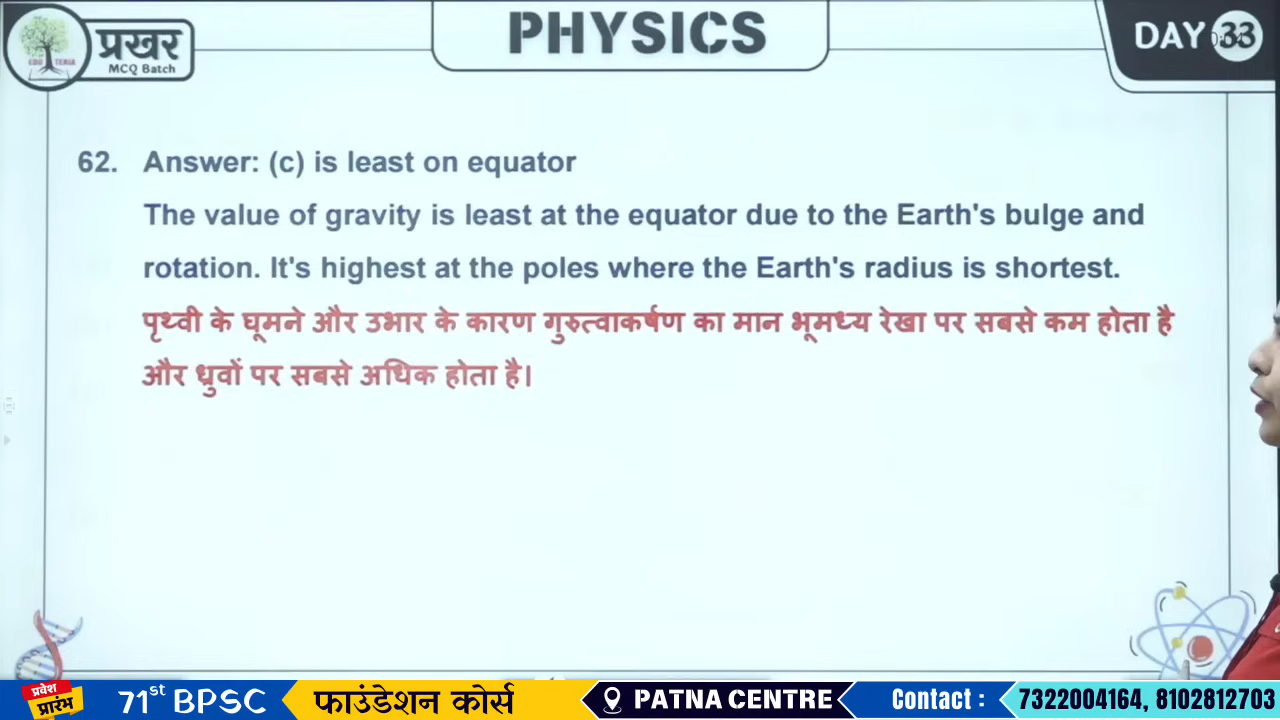 EDU TERIA
प्रखर
MCQ Batch
PHYSICS
DAY 33
62. Answer: (c) is least on equator
The value of gravity is least at the equator due to the Earth's bulge and
rotation. It's highest at the poles where the Earth's radius is shortest.
पृथ्वी के घूमने और उभार के कारण गुरुत्वाकर्षण का मान भूमध्य रेखा पर सबसे कम होता है
और ध्रुवों पर सबसे अधिक होता है।
प्रवेश
प्रारंभ
71st BPSC
फाउंडेशन कोर्स
PATNA CENTRE
Contact :
7322004164, 8102812703